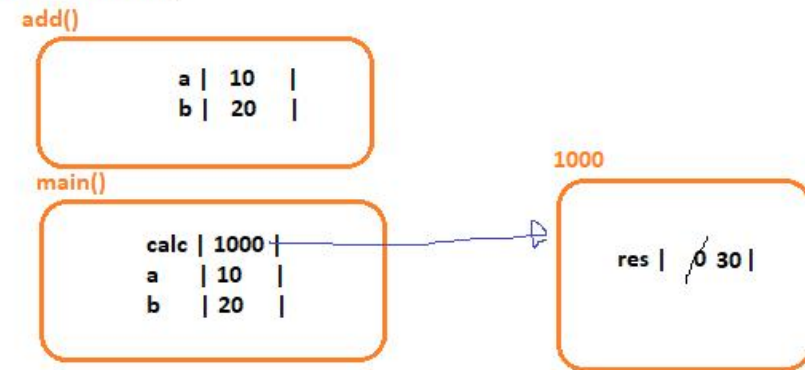 add()
a | 10 |
b | 20 |
main()
calc | 1000 |
a | 10 |
b | 20 |
1000
res | 0 30 |